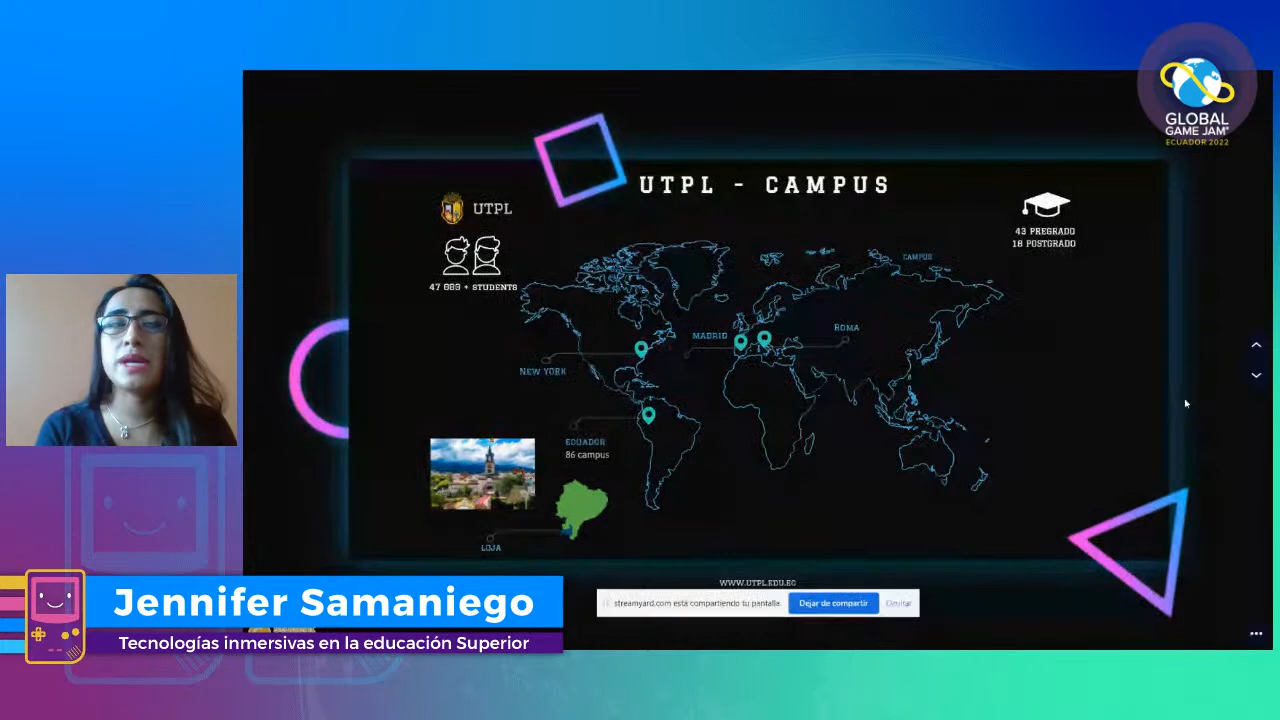 GLOBAL
GAME JAM
ECUADOR 2022
UTPL - CAMPUS
UTPL
43 PREGRADO
18 POSTGRADO
CAMPUS
47 000 + STUDENTS
MADRID
ROMA
NEW YORK
ECUADOR
86 campus
LOJA
WWW.UTPL.EDU.EC
streamyard.com está compartiendo tu pantalla.
Dejar de compartir
Ocultar
Jennifer Samaniego
Tecnologías inmersivas en la educación Superior